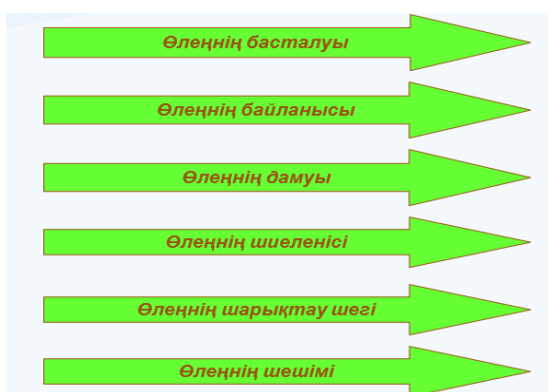 Өлеңнің басталуы
Өлеңнің байланысы
Өлеңнің дамуы
Өлеңнің шиеленісі
Өлеңнің шарықтау шегі
Өлеңнің шешімі